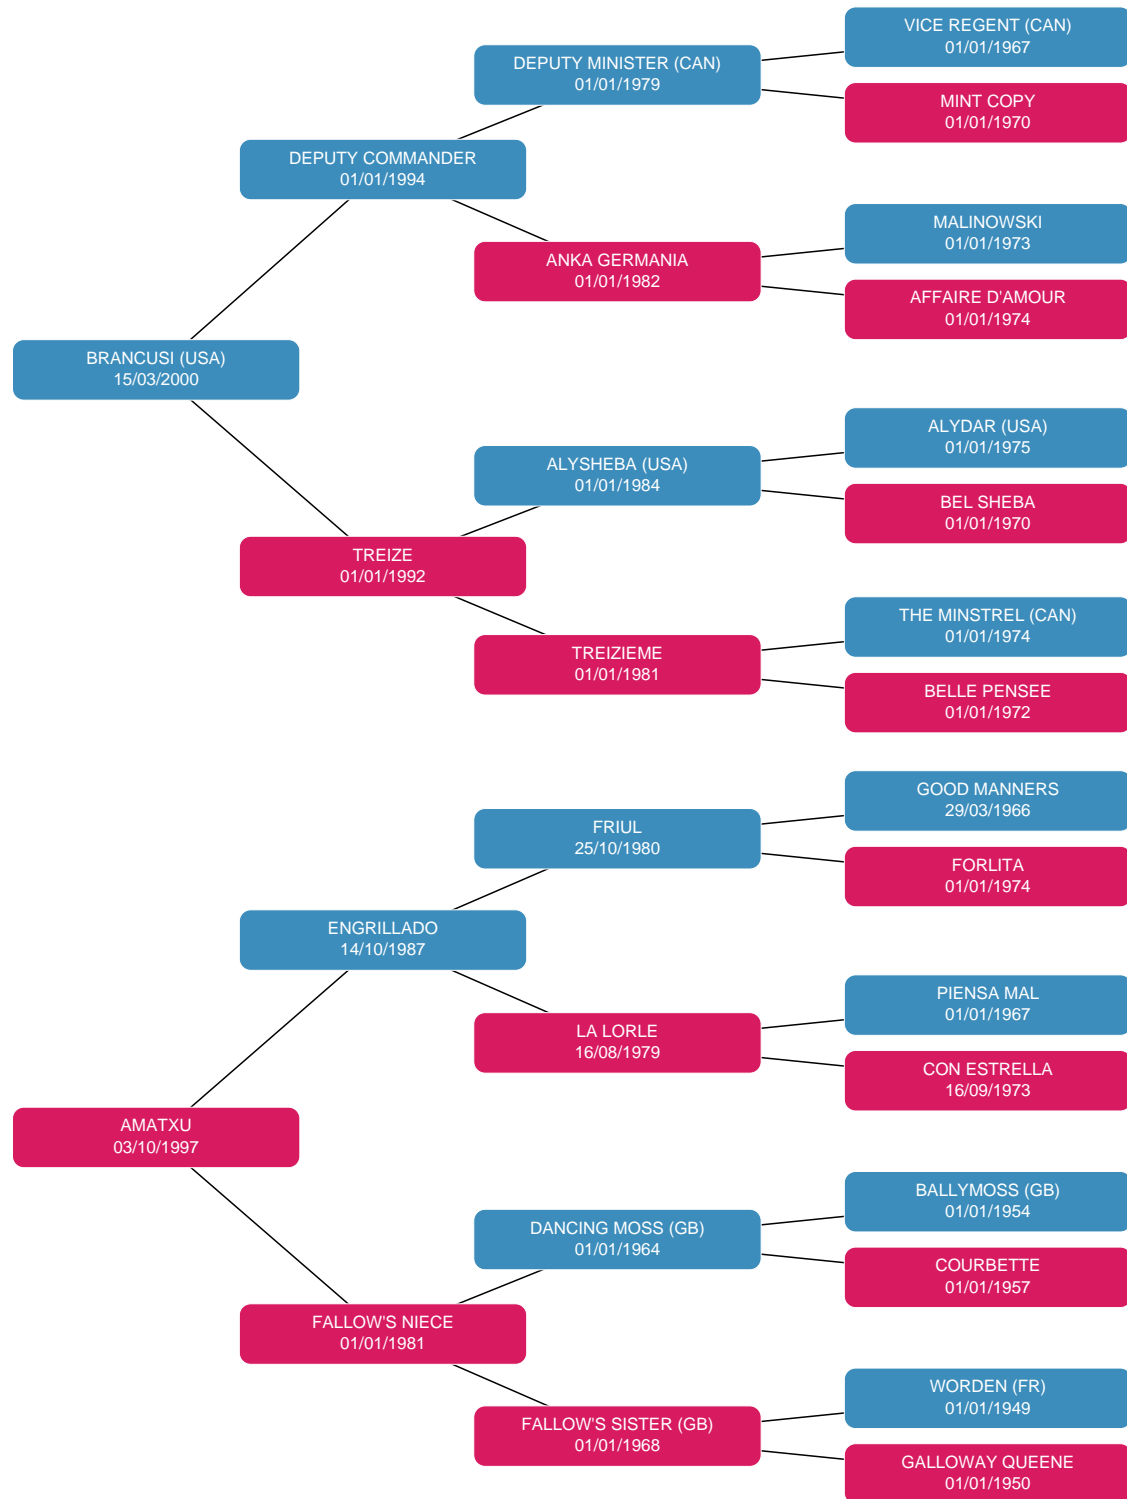 VICE REGENT (CAN)
01/01/1967
DEPUTY MINISTER (CAN)
01/01/1979
MINT COPY
01/01/1970
DEPUTY COMMANDER
01/01/1994
MALINOWSKI
01/01/1973
ANKA GERMANIA
01/01/1982
AFFAIRE D'AMOUR
01/01/1974
BRANCUSI (USA)
15/03/2000
ALYDAR (USA)
01/01/1975
ALYSHEBA (USA)
01/01/1984
BEL SHEBA
01/01/1970
TREIZE
01/01/1992
THE MINSTREL (CAN)
01/01/1974
TREIZIEME
01/01/1981
BELLE PENSEE
01/01/1972
GOOD MANNERS
29/03/1966
FRIUL
25/10/1980
FORLITA
01/01/1974
ENGRILLADO
14/10/1987
PIENSA MAL
01/01/1967
LA LORLE
16/08/1979
CON ESTRELLA
16/09/1973
AMATXU
03/10/1997
BALLYMOSS (GB)
01/01/1954
DANCING MOSS (GB)
01/01/1964
COURBETTE
01/01/1957
FALLOW'S NIECE
01/01/1981
WORDEN (FR)
01/01/1949
FALLOW'S SISTER (GB)
01/01/1968
GALLOWAY QUEENE
01/01/1950